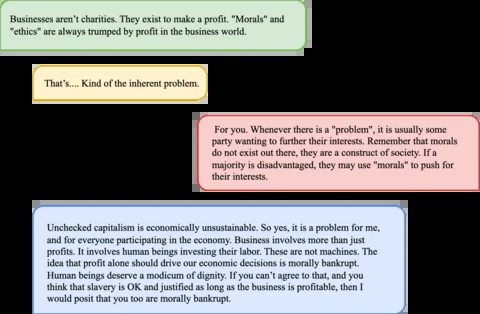 Businesses aren’t charities. They exist to make a profit. "Morals" and
"ethics" are always trumped by profit in the business world.
That’s.... Kind of the inherent problem.
For you. Whenever there is a "problem", it is usually some
party wanting to further their interests. Remember that morals
do not exist out there, they are a construct of society. If a
majority is disadvantaged, they may use "morals" to push for
their interests.
Unchecked capitalism is economically unsustainable. So yes, it is a problem for me,
and for everyone participating in the economy. Business involves more than just
profits. It involves human beings investing their labor. These are not machines. The
idea that profit alone should drive our economic decisions is morally bankrupt.
Human beings deserve a modicum of dignity. If you can’t agree to that, and you
think that slavery is OK and justified as long as the business is profitable, then I
would posit that you too are morally bankrupt.